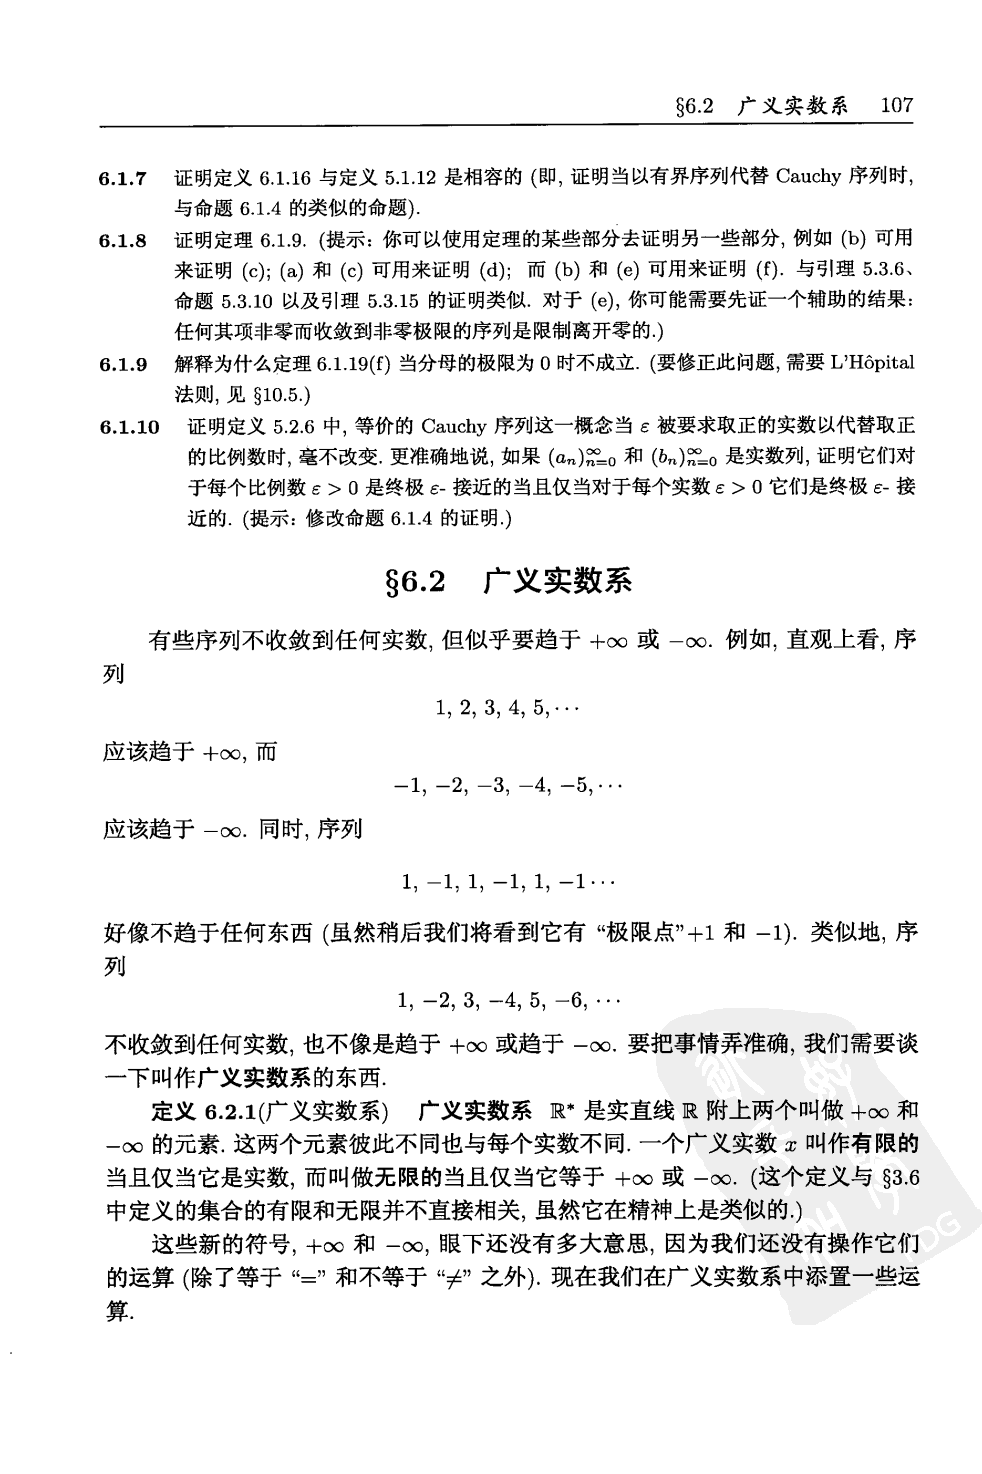 §6.2 广义实数系 107
6.1.7 证明定义 6.1.16 与定义 5.1.12 是相容的 (即, 证明当以有界序列代替 Cauchy 序列时,
与命题 6.1.4 的类似的命题).
6.1.8 证明定理 6.1.9. (提示: 你可以使用定理的某些部分去证明另一些部分, 例如 (b) 可用
来证明 (c); (a) 和 (c) 可用来证明 (d); 而 (b) 和 (e) 可用来证明 (f). 与引理 5.3.6、
命题 5.3.10 以及引理 5.3.15 的证明类似. 对于 (e), 你可能需要先证一个辅助的结果:
任何其项非零而收敛到非零极限的序列是限制离开零的.)
6.1.9 解释为什么定理 6.1.19(f) 当分母的极限为 0 时不成立. (要修正此问题, 需要 L'Hôpital
法则, 见 §10.5.)
6.1.10 证明定义 5.2.6 中, 等价的 Cauchy 序列这一概念当 ε 被要求取正的实数以代替取正
的比例数时, 毫不改变. 更准确地说, 如果 (aₙ)ₙ₌₀^∞ 和 (bₙ)ₙ₌₀^∞ 是实数列, 证明它们对
于每个比例数 ε > 0 是终极 ε- 接近的当且仅当对于每个实数 ε > 0 它们是终极 ε- 接
近的. (提示: 修改命题 6.1.4 的证明.)
§6.2 广义实数系
有些序列不收敛到任何实数, 但似乎要趋于 +∞ 或 −∞. 例如, 直观上看, 序
列
1, 2, 3, 4, 5, ···
应该趋于 +∞, 而
−1, −2, −3, −4, −5, ···
应该趋于 −∞. 同时, 序列
1, −1, 1, −1, 1, −1 ···
好像不趋于任何东西 (虽然稍后我们将看到它有 “极限点”+1 和 −1). 类似地, 序
列
1, −2, 3, −4, 5, −6, ···
不收敛到任何实数, 也不像是趋于 +∞ 或趋于 −∞. 要把事情弄准确, 我们需要谈
一下叫作广义实数系的东西.
定义 6.2.1(广义实数系) 广义实数系 ℝ* 是实直线 ℝ 附上两个叫做 +∞ 和
−∞ 的元素. 这两个元素彼此不同也与每个实数不同. 一个广义实数 x 叫作有限的
当且仅当它是实数, 而叫做无限的当且仅当它等于 +∞ 或 −∞. (这个定义与 §3.6
中定义的集合的有限和无限并不直接相关, 虽然它在精神上是类似的.)
这些新的符号, +∞ 和 −∞, 眼下还没有多大意思, 因为我们还没有操作它们
的运算 (除了等于 “=” 和不等于 “≠” 之外). 现在我们在广义实数系中添置一些运
算.